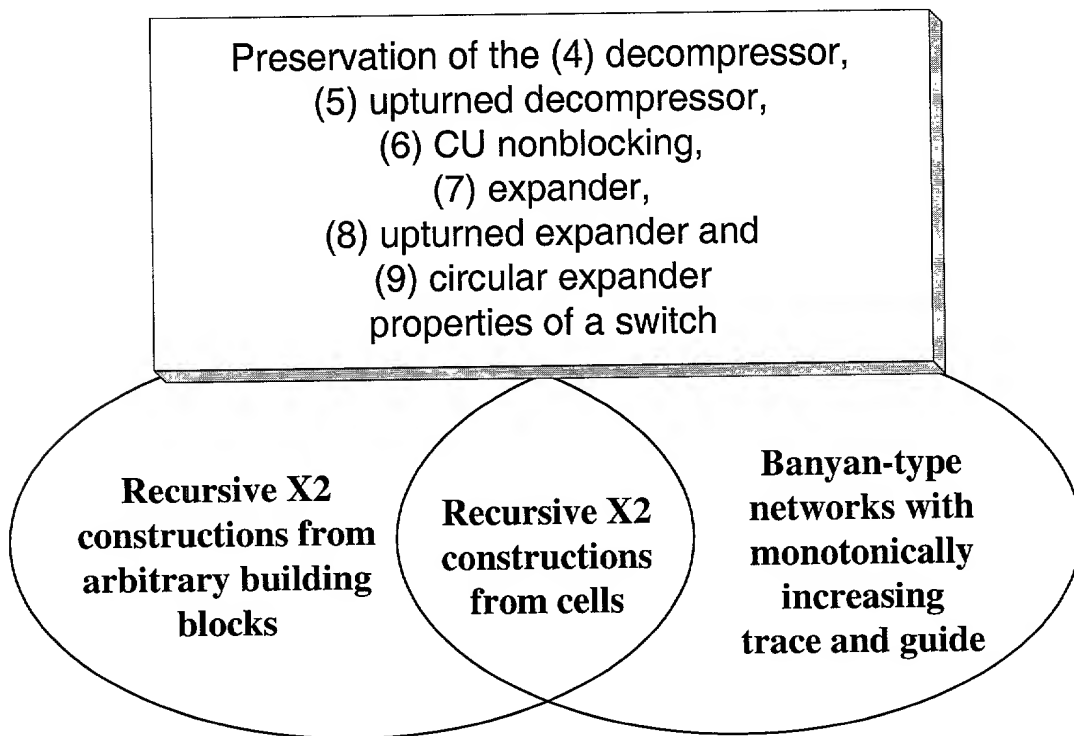 Preservation of the (4) decompressor,
(5) upturned decompressor,
(6) CU nonblocking,
(7) expander,
(8) upturned expander and
(9) circular expander
properties of a switch
Recursive X2
constructions from
arbitrary building
blocks
Recursive X2
constructions
from cells
Banyan-type
networks with
monotonically
increasing
trace and guide